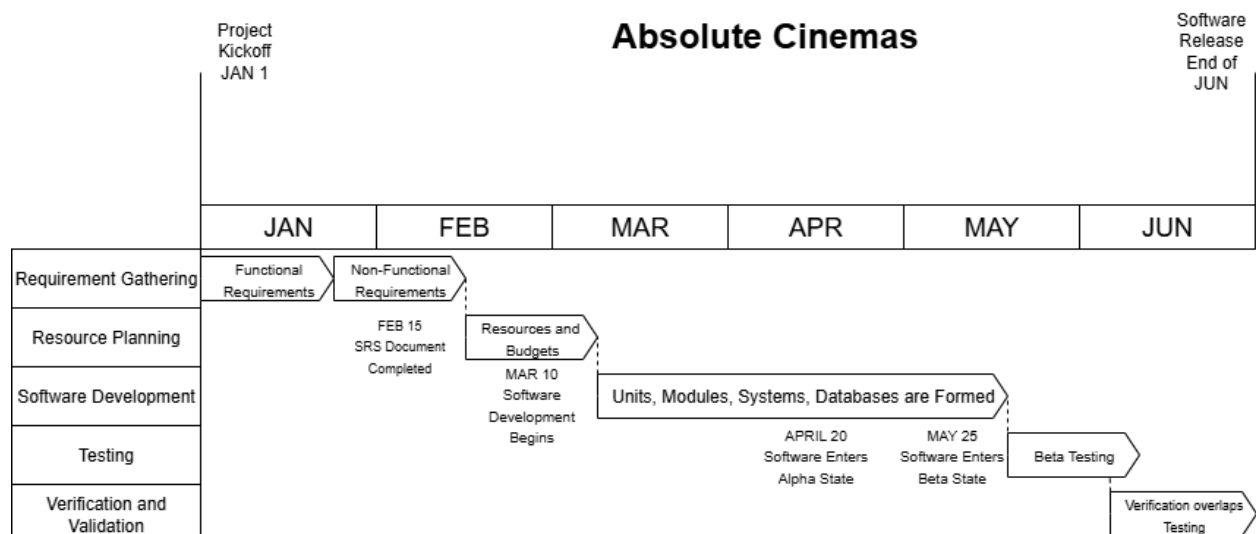 Project
Kickoff
JAN 1
Absolute Cinemas
Software
Release
End of
JUN
JAN FEB MAR APR MAY JUN
Requirement Gathering
Functional
Requirements
Non-Functional
Requirements
Resource Planning
FEB 15
SRS Document
Completed
Resources and
Budgets
Software Development
MAR 10
Software
Development
Begins
Units, Modules, Systems, Databases are Formed
Testing
APRIL 20
Software Enters
Alpha State
MAY 25
Software Enters
Beta State
Beta Testing
Verification and
Validation
Verification overlaps
Testing